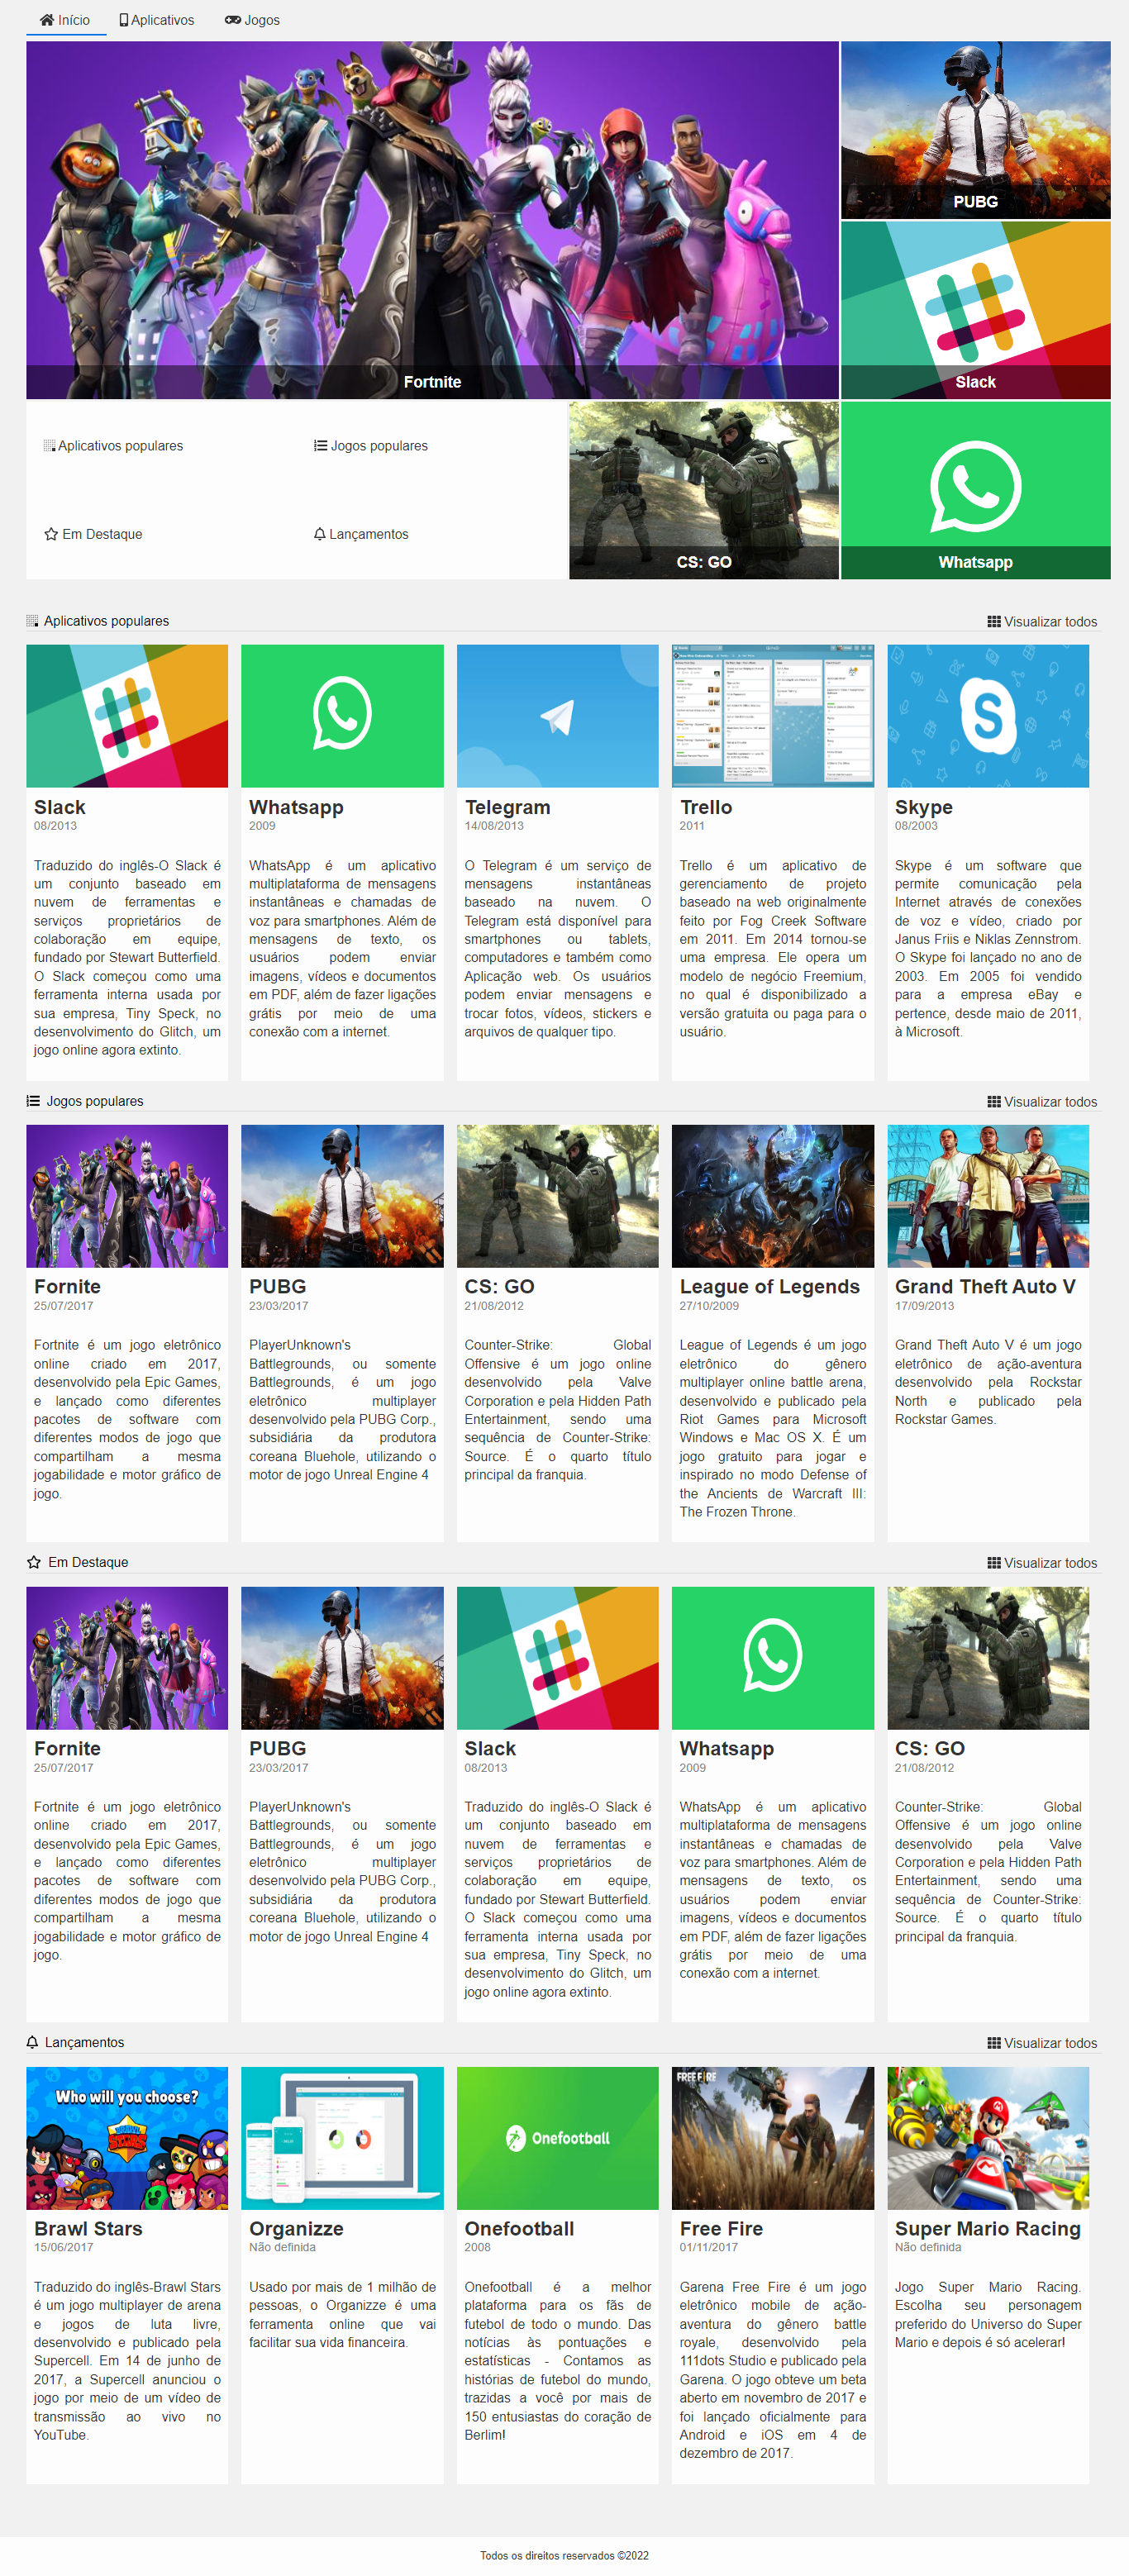 Início Aplicativos Jogos
Fortnite
PUBG
Slack
Aplicativos populares Jogos populares
Em Destaque Lançamentos
CS: GO
Whatsapp
Aplicativos populares Visualizar todos
Slack
08/2013
Traduzido do inglês-O Slack é
um conjunto baseado em
nuvem de ferramentas e
serviços proprietários de
colaboração em equipe,
fundado por Stewart Butterfield.
O Slack começou como uma
ferramenta interna usada por
sua empresa, Tiny Speck, no
desenvolvimento do Glitch, um
jogo online agora extinto.
Whatsapp
2009
WhatsApp é um aplicativo
multiplataforma de mensagens
instantâneas e chamadas de
voz para smartphones. Além de
mensagens de texto, os
usuários podem enviar
imagens, vídeos e documentos
em PDF, além de fazer ligações
grátis por meio de uma
conexão com a internet.
Telegram
14/08/2013
O Telegram é um serviço de
mensagens instantâneas
baseado na nuvem. O
Telegram está disponível para
smartphones ou tablets,
computadores e também como
Aplicação web. Os usuários
podem enviar mensagens e
trocar fotos, vídeos, stickers e
arquivos de qualquer tipo.
Trello
2011
Trello é um aplicativo de
gerenciamento de projeto
baseado na web originalmente
feito por Fog Creek Software
em 2011. Em 2014 tornou-se
uma empresa. Ele opera um
modelo de negócio Freemium,
no qual é disponibilizado a
versão gratuita ou paga para o
usuário.
Skype
08/2003
Skype é um software que
permite comunicação pela
Internet através de conexões
de voz e vídeo, criado por
Janus Friis e Niklas Zennstrom.
O Skype foi lançado no ano de
2003. Em 2005 foi vendido
para a empresa eBay e
pertence, desde maio de 2011,
à Microsoft.
Jogos populares Visualizar todos
Fornite
25/07/2017
Fortnite é um jogo eletrônico
online criado em 2017,
desenvolvido pela Epic Games,
e lançado como diferentes
pacotes de software com
diferentes modos de jogo que
compartilham a mesma
jogabilidade e motor gráfico de
jogo.
PUBG
23/03/2017
PlayerUnknown's
Battlegrounds, ou somente
Battlegrounds, é um jogo
eletrônico multiplayer
desenvolvido pela PUBG Corp.,
subsidiária da produtora
coreana Bluehole, utilizando o
motor de jogo Unreal Engine 4
CS: GO
21/08/2012
Counter-Strike: Global
Offensive é um jogo online
desenvolvido pela Valve
Corporation e pela Hidden Path
Entertainment, sendo uma
sequência de Counter-Strike:
Source. É o quarto título
principal da franquia.
League of Legends
27/10/2009
League of Legends é um jogo
eletrônico do gênero
multiplayer online battle arena,
desenvolvido e publicado pela
Riot Games para Microsoft
Windows e Mac OS X. É um
jogo gratuito para jogar e
inspirado no modo Defense of
the Ancients de Warcraft III:
The Frozen Throne.
Grand Theft Auto V
17/09/2013
Grand Theft Auto V é um jogo
eletrônico de ação-aventura
desenvolvido pela Rockstar
North e publicado pela
Rockstar Games.
Em Destaque Visualizar todos
Fornite
25/07/2017
Fortnite é um jogo eletrônico
online criado em 2017,
desenvolvido pela Epic Games,
e lançado como diferentes
pacotes de software com
diferentes modos de jogo que
compartilham a mesma
jogabilidade e motor gráfico de
jogo.
PUBG
23/03/2017
PlayerUnknown's
Battlegrounds, ou somente
Battlegrounds, é um jogo
eletrônico multiplayer
desenvolvido pela PUBG Corp.,
subsidiária da produtora
coreana Bluehole, utilizando o
motor de jogo Unreal Engine 4
Slack
08/2013
Traduzido do inglês-O Slack é
um conjunto baseado em
nuvem de ferramentas e
serviços proprietários de
colaboração em equipe,
fundado por Stewart Butterfield.
O Slack começou como uma
ferramenta interna usada por
sua empresa, Tiny Speck, no
desenvolvimento do Glitch, um
jogo online agora extinto.
Whatsapp
2009
WhatsApp é um aplicativo
multiplataforma de mensagens
instantâneas e chamadas de
voz para smartphones. Além de
mensagens de texto, os
usuários podem enviar
imagens, vídeos e documentos
em PDF, além de fazer ligações
grátis por meio de uma
conexão com a internet.
CS: GO
21/08/2012
Counter-Strike: Global
Offensive é um jogo online
desenvolvido pela Valve
Corporation e pela Hidden Path
Entertainment, sendo uma
sequência de Counter-Strike:
Source. É o quarto título
principal da franquia.
Lançamentos Visualizar todos
Who will you choose?
BRAWL
STARS
Brawl Stars
15/06/2017
Traduzido do inglês-Brawl Stars
é um jogo multiplayer de arena
e jogos de luta livre,
desenvolvido e publicado pela
Supercell. Em 14 de junho de
2017, a Supercell anunciou o
jogo por meio de um vídeo de
transmissão ao vivo no
YouTube.
Organizze
Não definida
Usado por mais de 1 milhão de
pessoas, o Organizze é uma
ferramenta online que vai
facilitar sua vida financeira.
Onefootball
Onefootball
2008
Onefootball é a melhor
plataforma para os fãs de
futebol de todo o mundo. Das
notícias às pontuações e
estatísticas - Contamos as
histórias de futebol do mundo,
trazidas a você por mais de
150 entusiastas do coração de
Berlim!
FREE FIRE
Free Fire
01/11/2017
Garena Free Fire é um jogo
eletrônico mobile de ação-
aventura do gênero battle
royale, desenvolvido pela
111dots Studio e publicado pela
Garena. O jogo obteve um beta
aberto em novembro de 2017 e
foi lançado oficialmente para
Android e iOS em 4 de
dezembro de 2017.
Super Mario Racing
Não definida
Jogo Super Mario Racing.
Escolha seu personagem
preferido do Universo do Super
Mario e depois é só acelerar!
Todos os direitos reservados ©2022